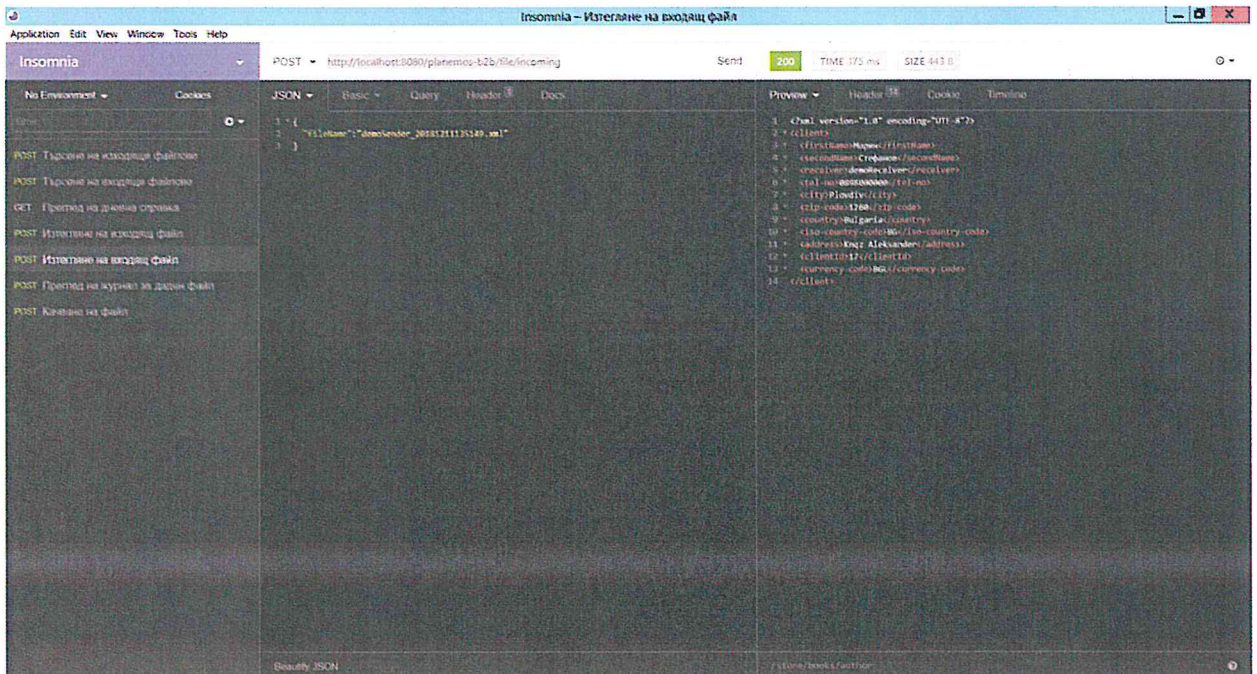 Insomnia – Изтегляне на входящ файл
Application Edit View Window Tools Help
Insomnia
POST http://localhost:8080/planemos-b2b/file/incoming Send
200 TIME 175 ms SIZE 443 B
No Environment Cookies
JSON Basic Query Header Docs
Preview Header Cookie Timeline
Filter
POST Търсене на изходящи файлове
POST Търсене на входящи файлове
GET Преглед на дневна справка
POST Изтегляне на изходящ файл
POST Изтегляне на входящ файл
POST Преглед на журнал за даден файл
POST Качване на файл
1 {
2 "fileName":"demoSender_20181211135149.xml"
3 }
1 <?xml version="1.0" encoding="UTF-8"?>
2 <client>
3 <firstName>Марин</firstName>
4 <secondName>Стефанов</secondName>
5 <receiver>demoReceiver</receiver>
6 <tel-no>0898000000</tel-no>
7 <city>Plovdiv</city>
8 <zip-code>1760</zip-code>
9 <country>Bulgaria</country>
10 <iso-country-code>BG</iso-country-code>
11 <address>Knqz Aleksander</address>
12 <clientId>17</clientId>
13 <currency-code>BGL</currency-code>
14 </client>
Beautify JSON
/store/books/author